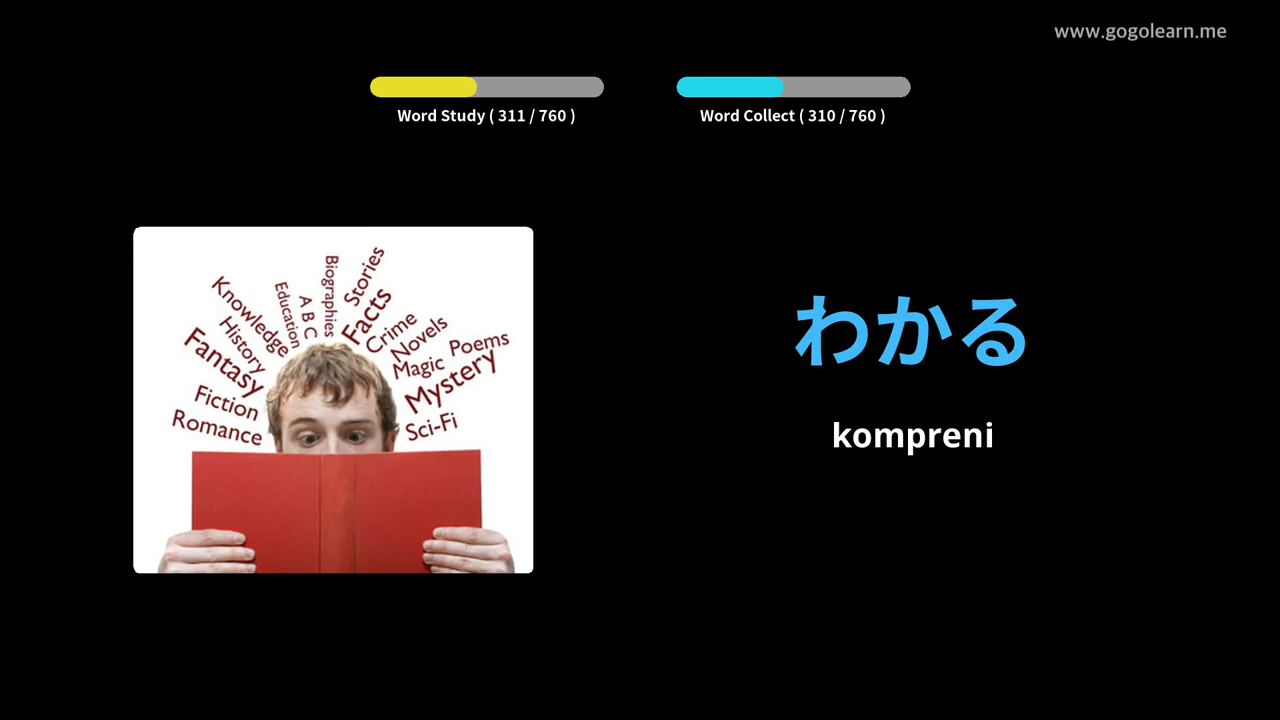 www.gogolearn.me
Word Study ( 311 / 760 )
Word Collect ( 310 / 760 )
Knowledge
Education
A B C
Biographies
Stories
Facts
History
Crime
Novels
Poems
Fantasy
Magic
Mystery
Fiction
Romance
Sci-Fi
わかる
kompreni